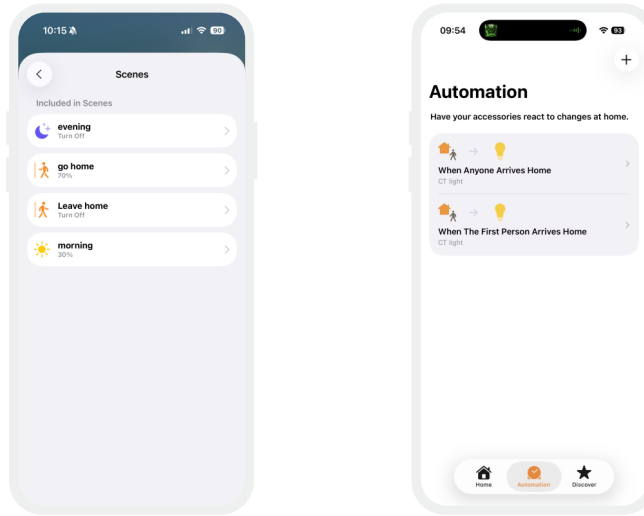 10:15
90
Scenes
Included in Scenes
evening
Turn Off
go home
70%
Leave home
Turn Off
morning
30%
09:54
93
Automation
Have your accessories react to changes at home.
When Anyone Arrives Home
CT light
When The First Person Arrives Home
CT light
Home Automation Discover